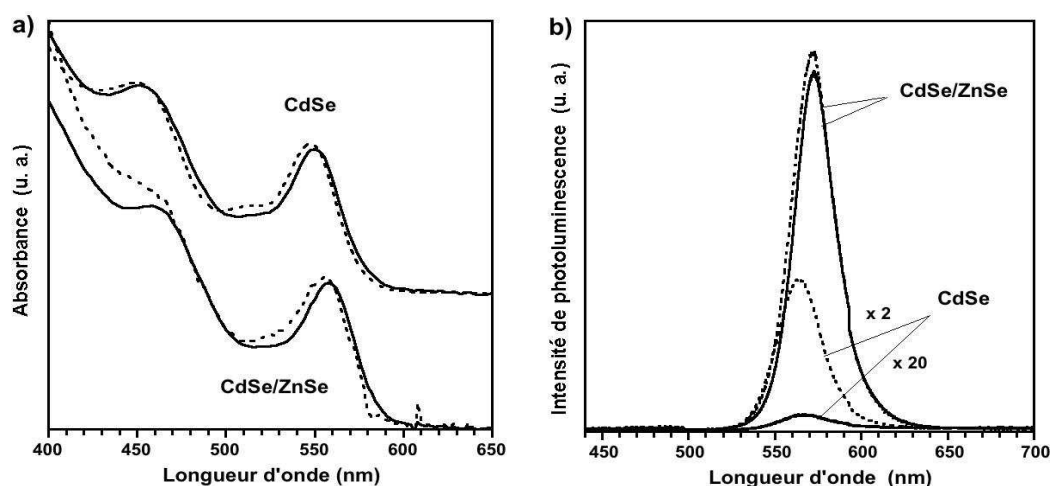 a)
Absorbance (u. a.)
CdSe
CdSe/ZnSe
400 450 500 550 600 650
Longueur d'onde (nm)
b)
Intensité de photoluminescence (u. a.)
CdSe/ZnSe
CdSe
x 2
x 20
450 500 550 600 650 700
Longueur d'onde (nm)